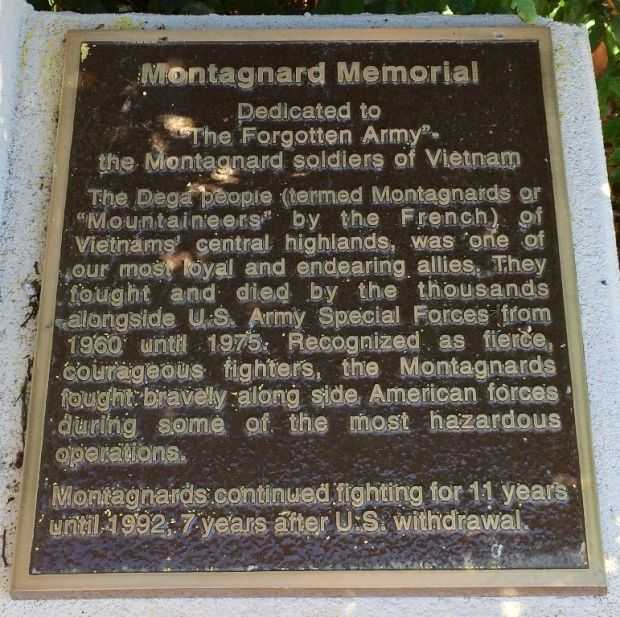 Montagnard Memorial
Dedicated to
"The Forgotten Army"-
the Montagnard soldiers of Vietnam
The Dega people (termed Montagnards or
"Mountaineers" by the French) of
Vietnams' central highlands, was one of
our most loyal and endearing allies. They
fought and died by the thousands
alongside U.S. Army Special Forces from
1960 until 1975. Recognized as fierce,
courageous fighters, the Montagnards
fought bravely along side American forces
during some of the most hazardous
operations.
Montagnards continued fighting for 11 years
until 1992, 7 years after U.S. withdrawal.